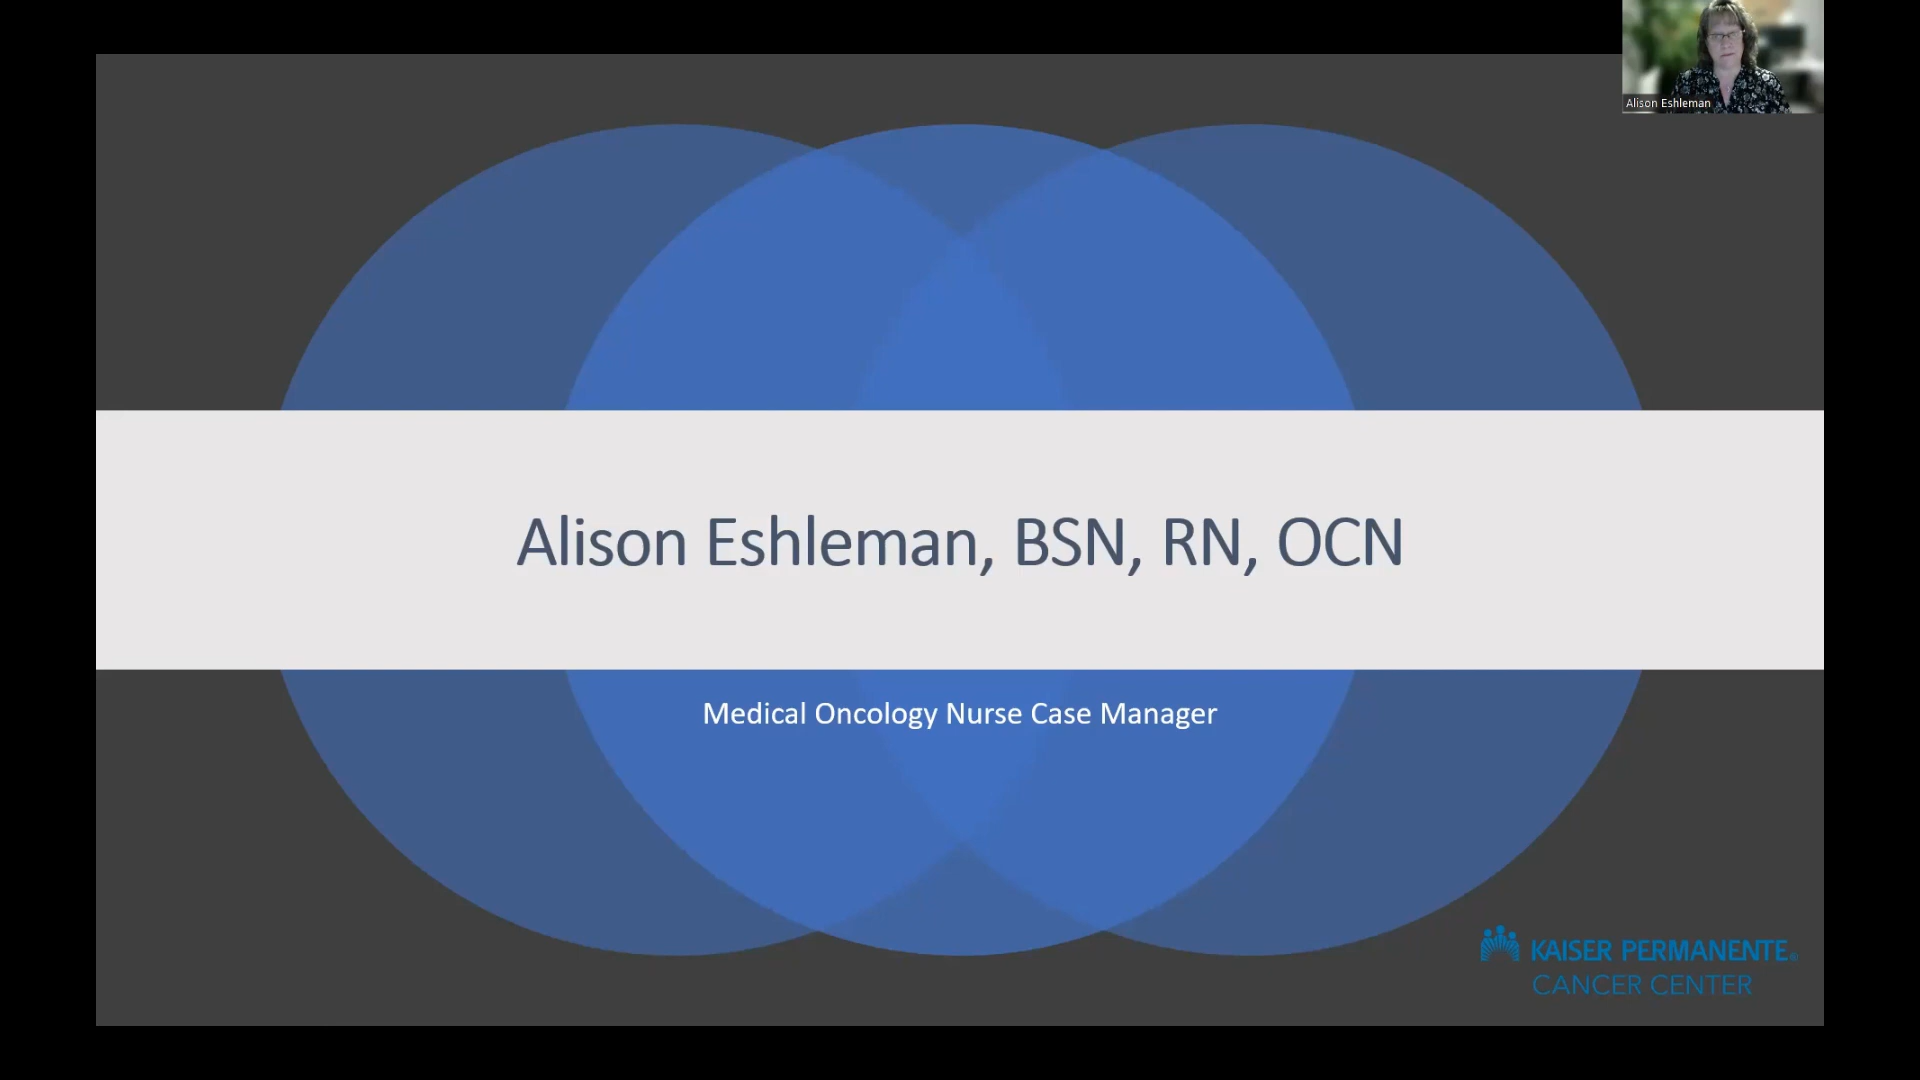 Alison Eshleman
Alison Eshleman, BSN, RN, OCN
Medical Oncology Nurse Case Manager
KAISER PERMANENTE®
CANCER CENTER